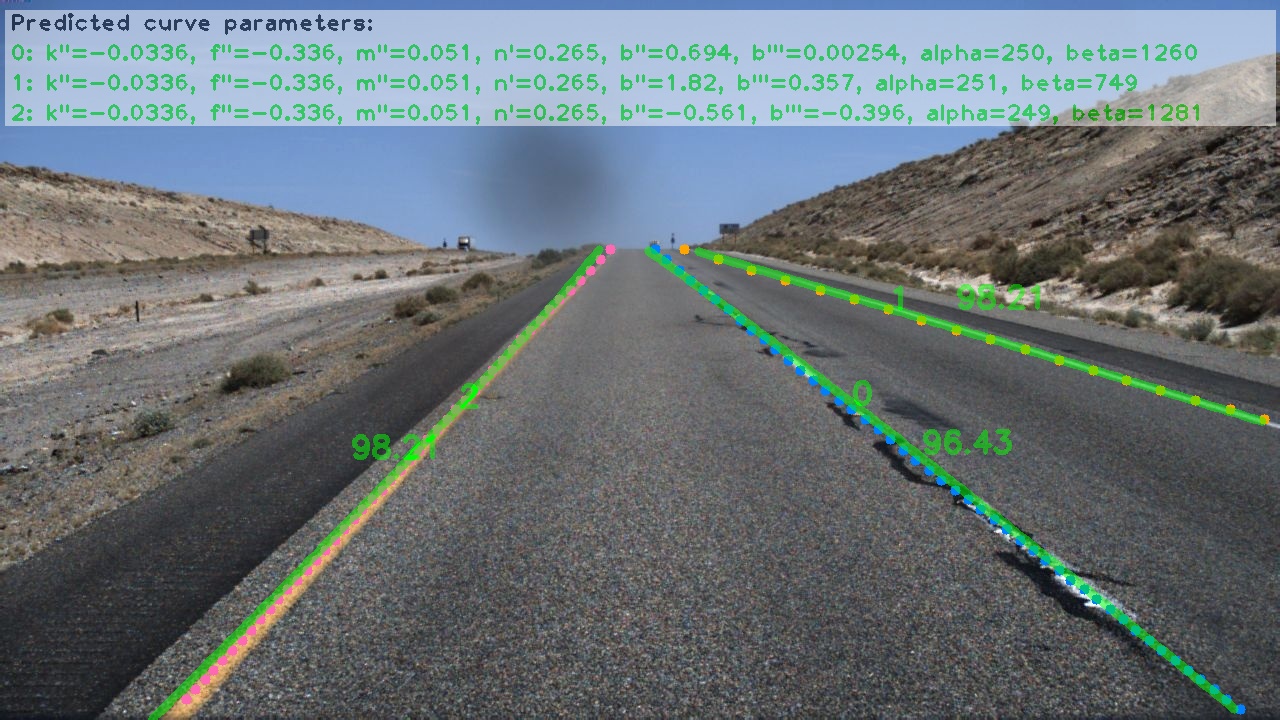 Predicted curve parameters:
0: k''=-0.0336, f''=-0.336, m''=0.051, n'=0.265, b''=0.694, b'''=0.00254, alpha=250, beta=1260
1: k''=-0.0336, f''=-0.336, m''=0.051, n'=0.265, b''=1.82, b'''=0.357, alpha=251, beta=749
2: k''=-0.0336, f''=-0.336, m''=0.051, n'=0.265, b''=-0.561, b'''=-0.396, alpha=249, beta=1281
1 98.21
2 0
98.21 96.43